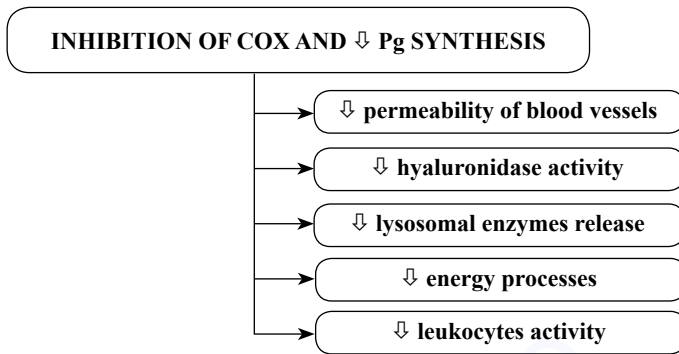 INHIBITION OF COX AND ⇩ Pg SYNTHESIS
⇩ permeability of blood vessels
⇩ hyaluronidase activity
⇩ lysosomal enzymes release
⇩ energy processes
⇩ leukocytes activity